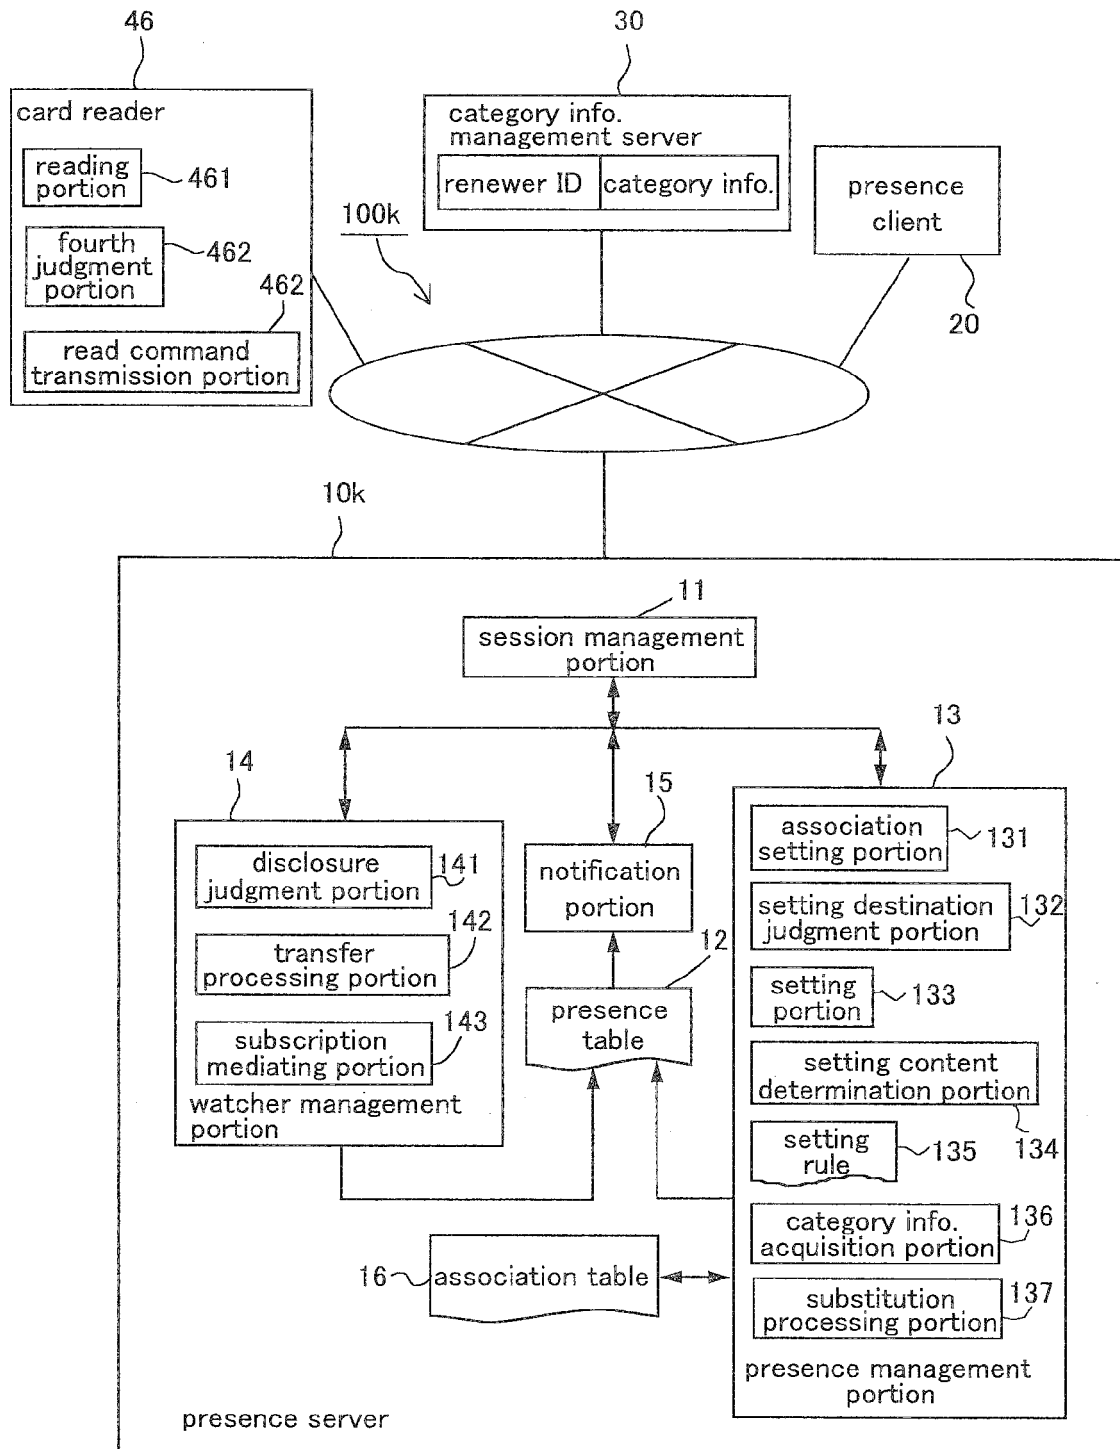 46
30
card reader
category info.
management server
reading
portion
461
renewer ID
category info.
presence
client
100k
fourth
judgment
portion
462
462
20
read command
transmission portion
10k
11
session management
portion
13
14
15
association
setting portion
131
disclosure
judgment portion
141
notification
portion
setting destination
judgment portion
132
142
transfer
processing portion
12
setting
portion
133
presence
table
143
subscription
mediating portion
setting content
determination portion
134
watcher management
portion
setting
rule
135
category info.
acquisition portion
136
16
association table
substitution
processing portion
137
presence management
portion
presence server